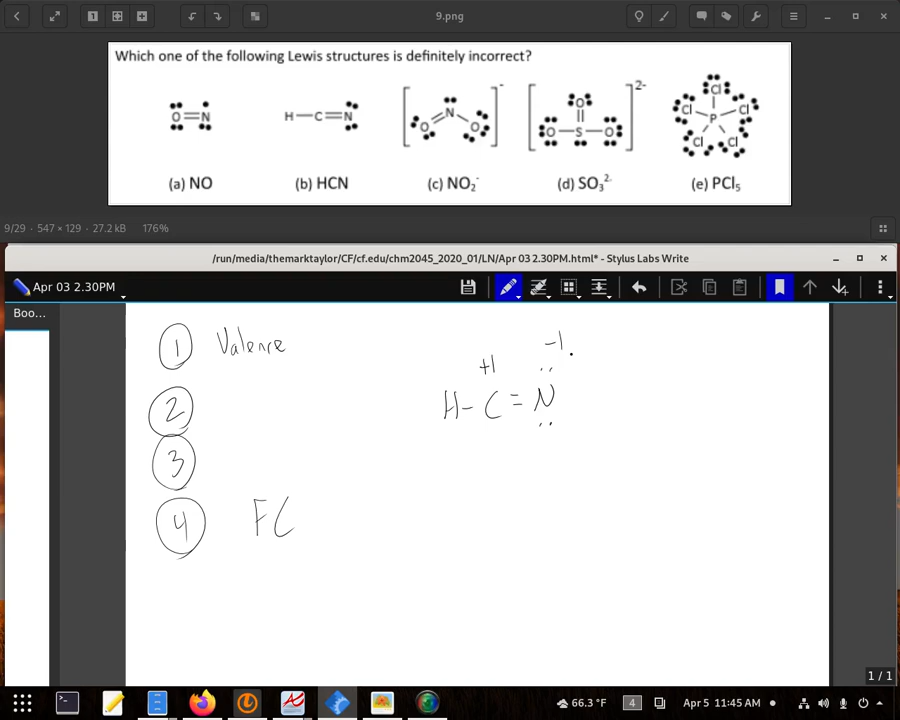 9.png
Which one of the following Lewis structures is definitely incorrect?
O=N
H—C=N
[O=N—O]-
[O—S—O]2-
O
P
Cl
Cl
Cl
Cl
Cl
(a) NO
(b) HCN
(c) NO2-
(d) SO3 2-
(e) PCl5
9/29 · 547 × 129 · 27.2 kB 176%
/run/media/themarktaylor/CF/cf.edu/chm2045_2020_01/LN/Apr 03 2.30PM.html* - Stylus Labs Write
Apr 03 2.30PM
Boo...
1 Valence
2
3
4 FC
+1
-1
H-C=N
1 / 1
66.3 °F 4 Apr 5 11:45 AM